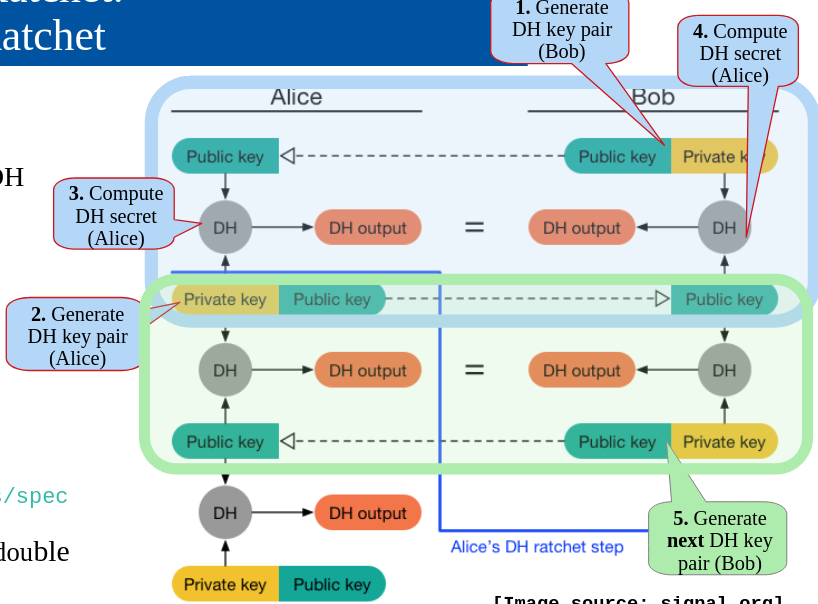 atchet
1. Generate
DH key pair
(Bob)
4. Compute
DH secret
(Alice)
Alice
Bob
Public key
Public key
Private key
DH
3. Compute
DH secret
(Alice)
DH
DH output
=
DH output
DH
2. Generate
DH key pair
(Alice)
Private key
Public key
Public key
DH
DH output
=
DH output
DH
Public key
Public key
Private key
s/spec
DH
DH output
double
5. Generate
next DH key
pair (Bob)
Alice's DH ratchet step
Private key
Public key
[Image source: signal.org]